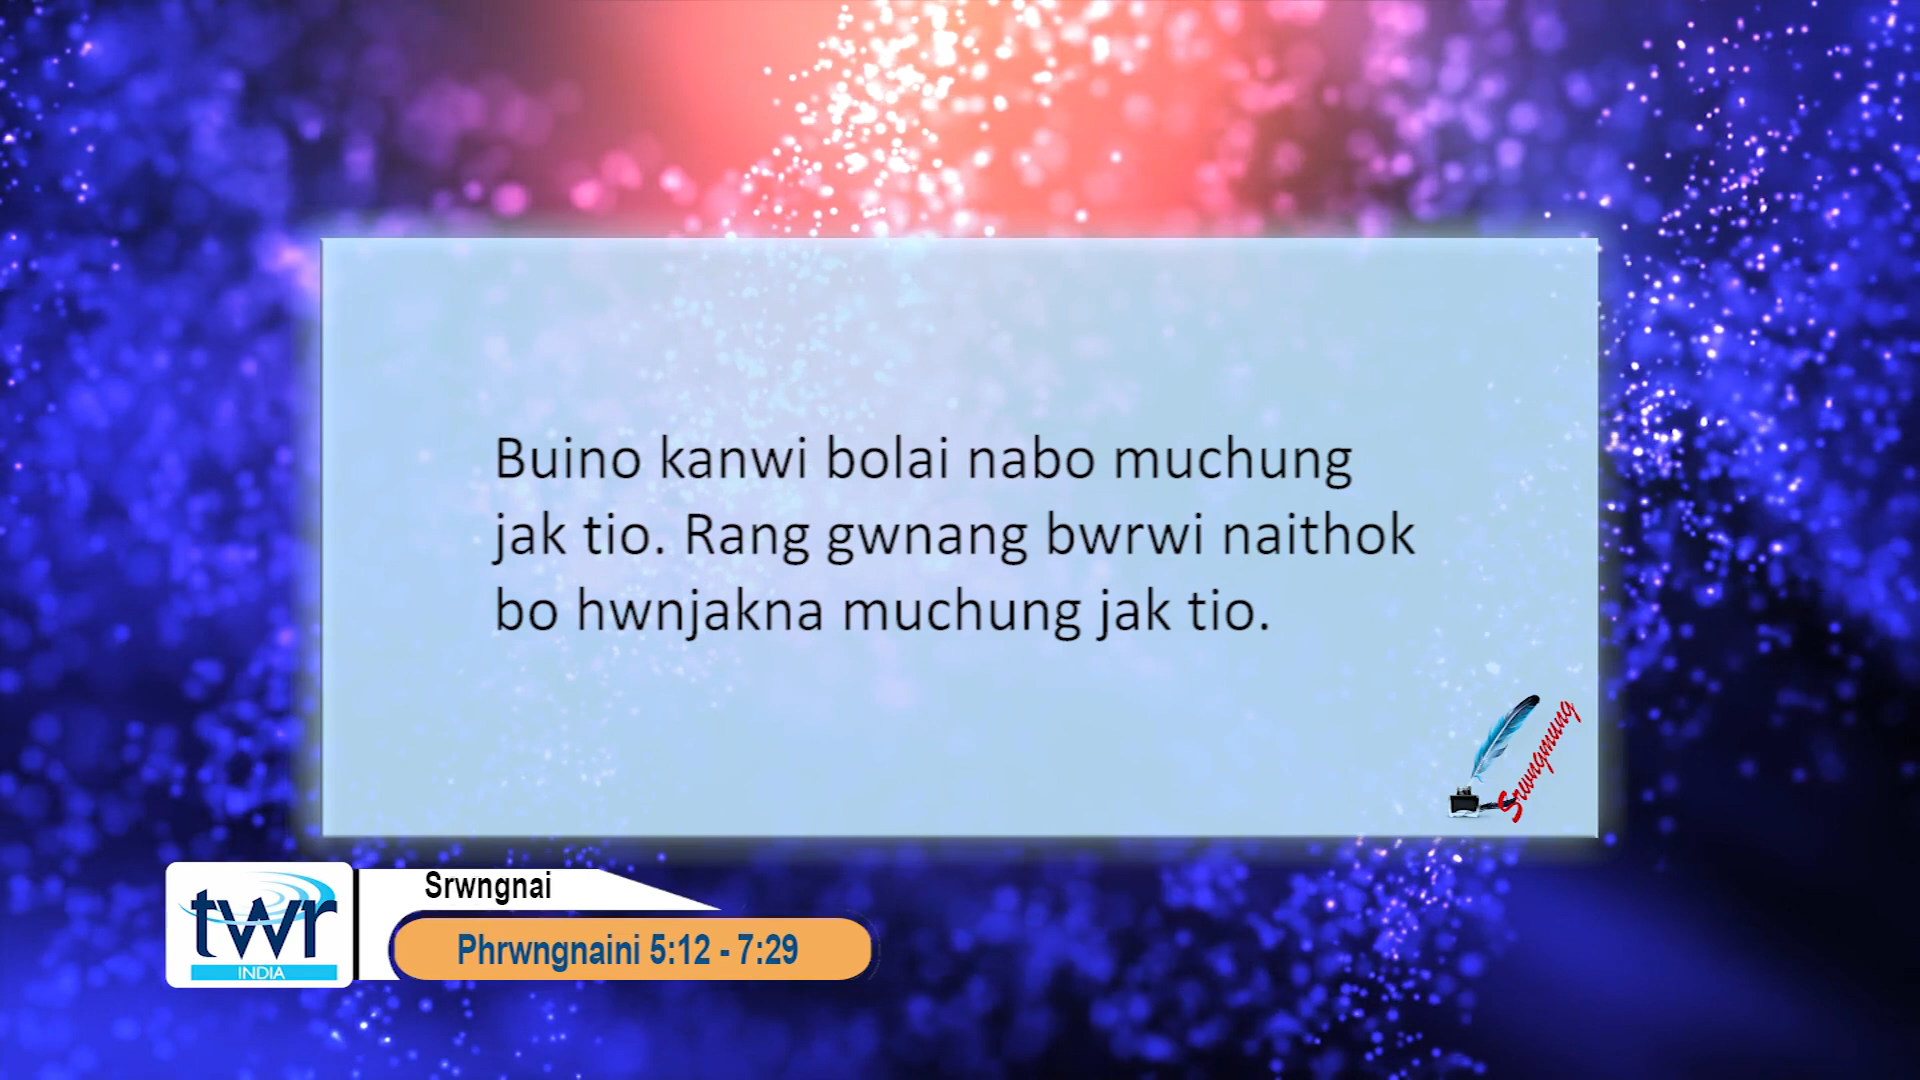 Buino kanwi bolai nabo muchung
jak tio. Rang gwnang bwrwi naithok
bo hwnjakna muchung jak tio.
Srwngmung
twr
INDIA
Srwngnai
Phrwngnaini 5:12 - 7:29